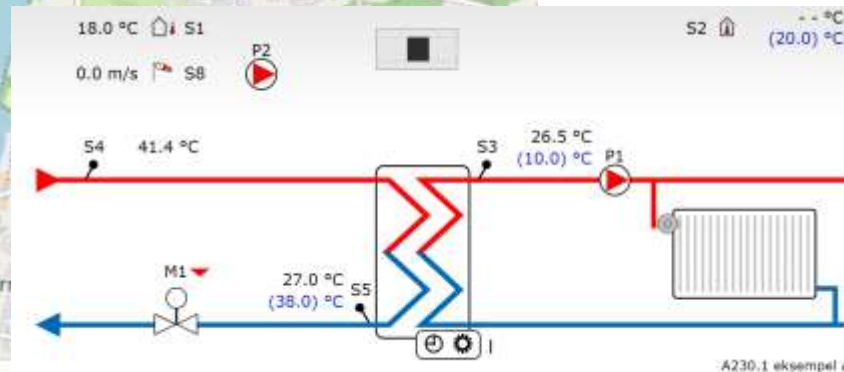 18.0 °C S1
S2 - - °C
(20.0) °C
P2
0.0 m/s S8
S4 41.4 °C
S3 26.5 °C
(10.0) °C P1
M1
27.0 °C
(38.0) °C S5
I
A230.1 eksempel a